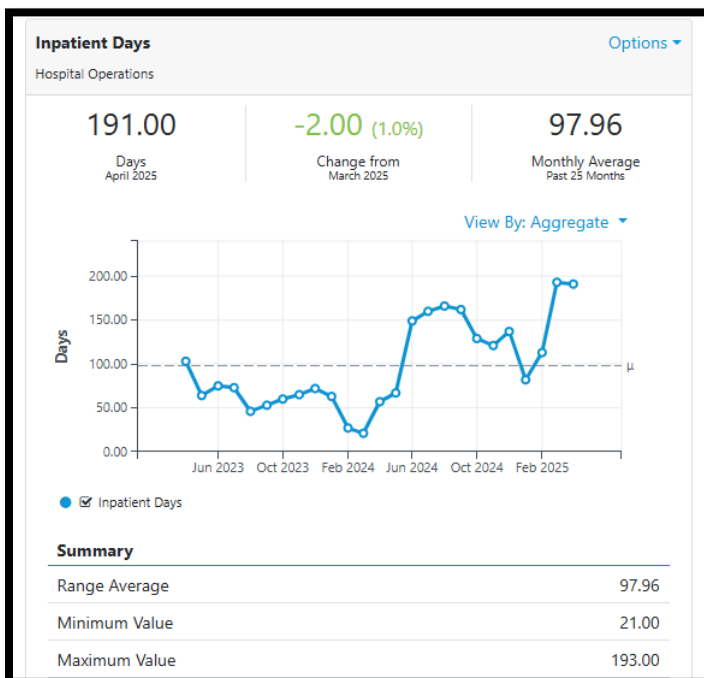 Inpatient Days
Options
Hospital Operations
191.00
Days
April 2025
-2.00 (1.0%)
Change from
March 2025
97.96
Monthly Average
Past 25 Months
View By: Aggregate
Days
200.00
150.00
100.00
50.00
0.00
μ
Jun 2023 Oct 2023 Feb 2024 Jun 2024 Oct 2024 Feb 2025
Inpatient Days
Summary
Range Average 97.96
Minimum Value 21.00
Maximum Value 193.00